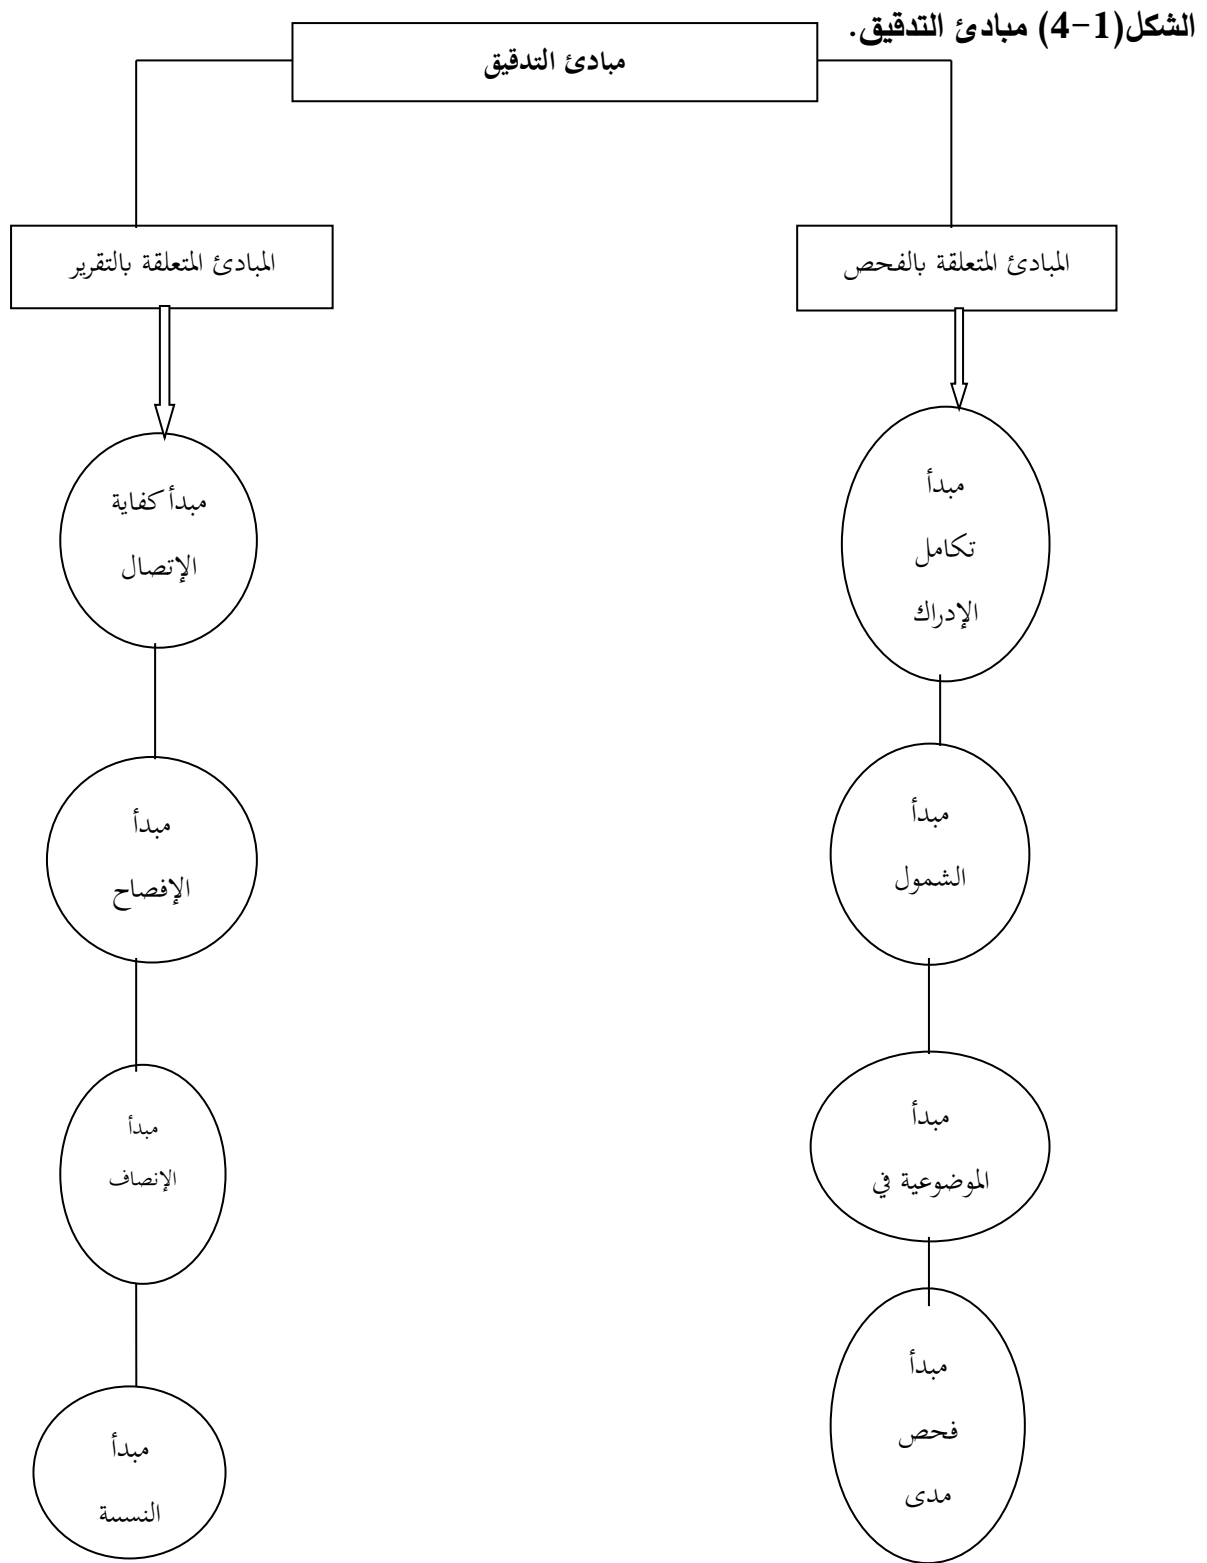 الشكل(1-4) مبادئ التدقيق.
مبادئ التدقيق
المبادئ المتعلقة بالفحص
المبادئ المتعلقة بالتقرير
مبدأ
تكامل
الإدراك
مبدأ
الشمول
مبدأ
الموضوعية في
مبدأ
فحص
مدى
مبدأ كفاية
الإتصال
مبدأ
الإفصاح
مبدأ
الإنصاف
مبدأ